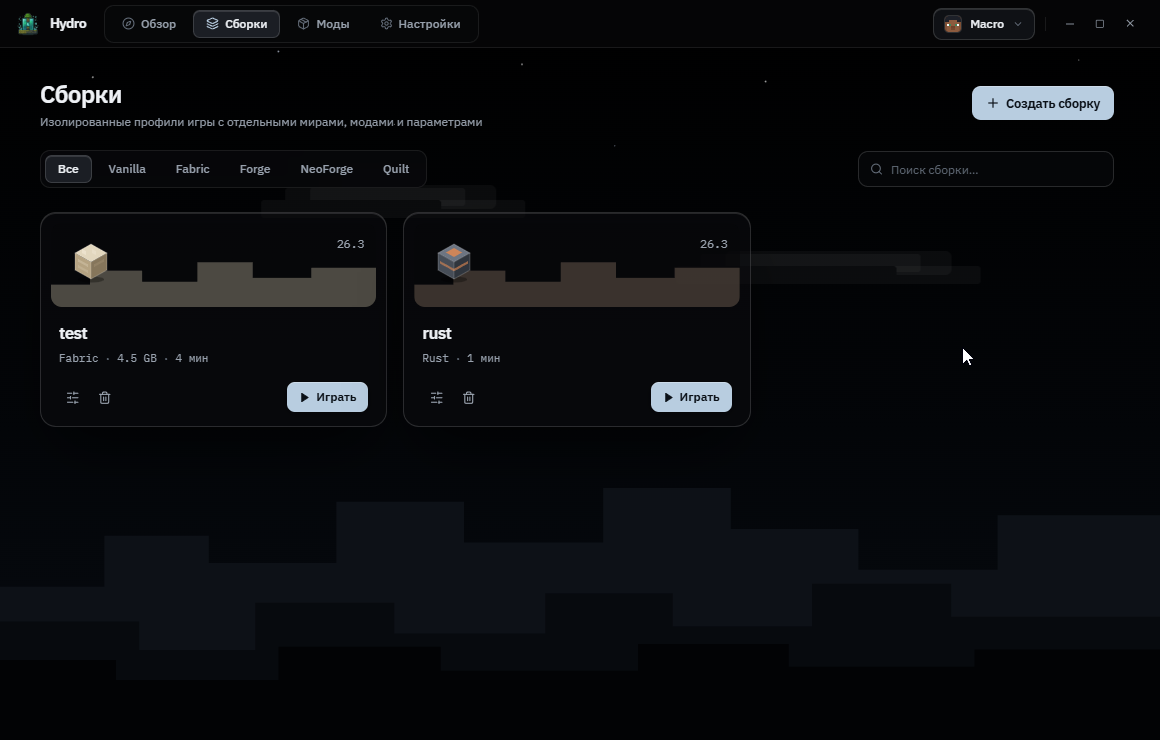 Hydro
Обзор
Сборки
Моды
Настройки
Macro
Сборки
Изолированные профили игры с отдельными мирами, модами и параметрами
Создать сборку
Все
Vanilla
Fabric
Forge
NeoForge
Quilt
Поиск сборки...
26.3
test
Fabric · 4.5 GB · 4 мин
Играть
26.3
rust
Rust · 1 мин
Играть